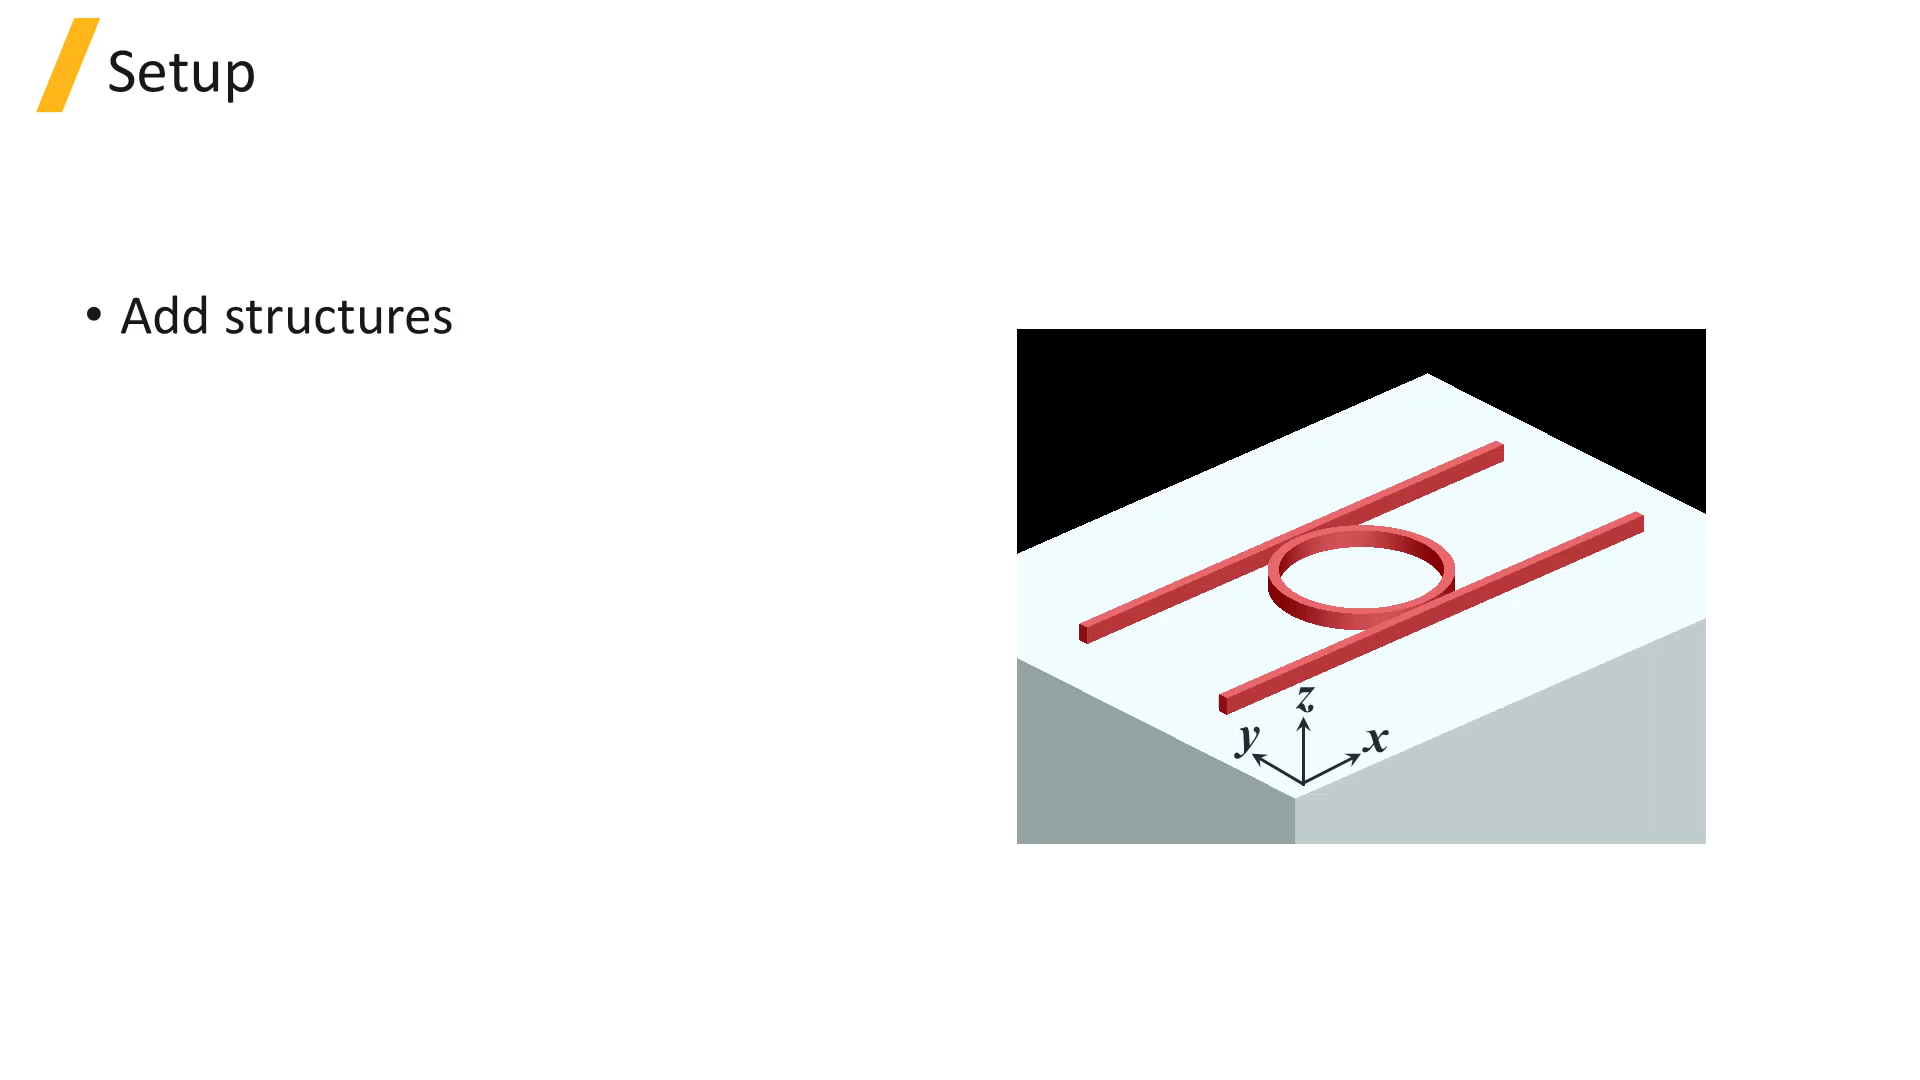 Setup
• Add structures
z
y
x